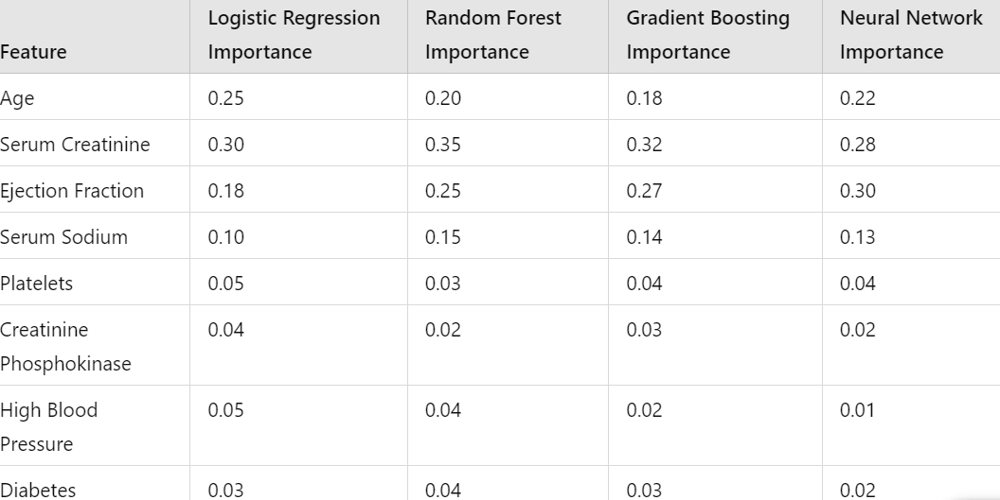 Feature Logistic Regression Importance Random Forest Importance Gradient Boosting Importance Neural Network Importance
Age 0.25 0.20 0.18 0.22
Serum Creatinine 0.30 0.35 0.32 0.28
Ejection Fraction 0.18 0.25 0.27 0.30
Serum Sodium 0.10 0.15 0.14 0.13
Platelets 0.05 0.03 0.04 0.04
Creatinine Phosphokinase 0.04 0.02 0.03 0.02
High Blood Pressure 0.05 0.04 0.02 0.01
Diabetes 0.03 0.04 0.03 0.02